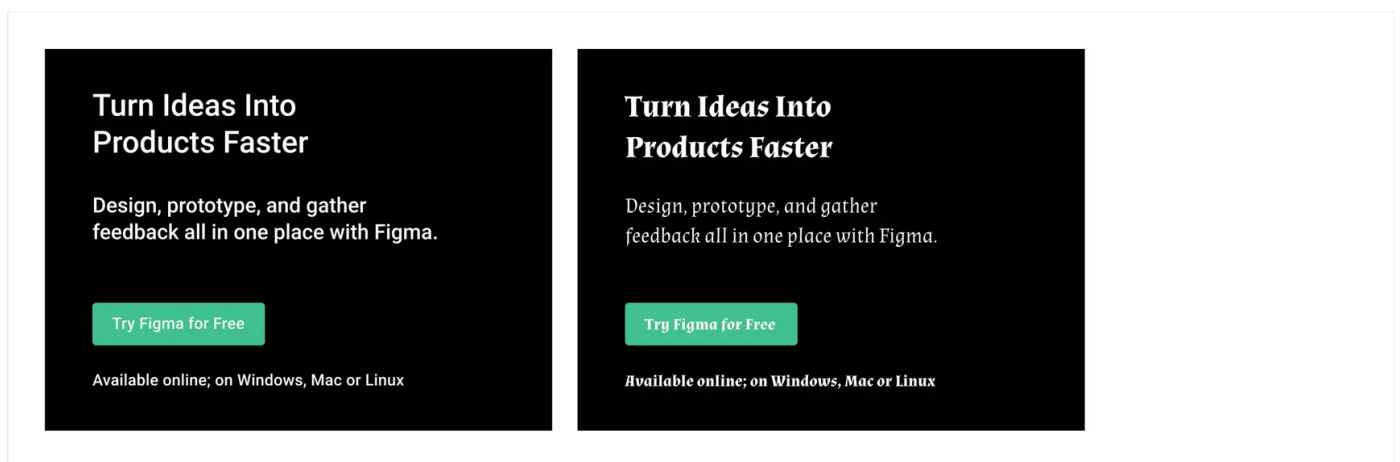 Turn Ideas Into
Products Faster
Design, prototype, and gather
feedback all in one place with Figma.
Try Figma for Free
Available online; on Windows, Mac or Linux
Turn Ideas Into
Products Faster
Design, prototype, and gather
feedback all in one place with Figma.
Try Figma for Free
Available online; on Windows, Mac or Linux